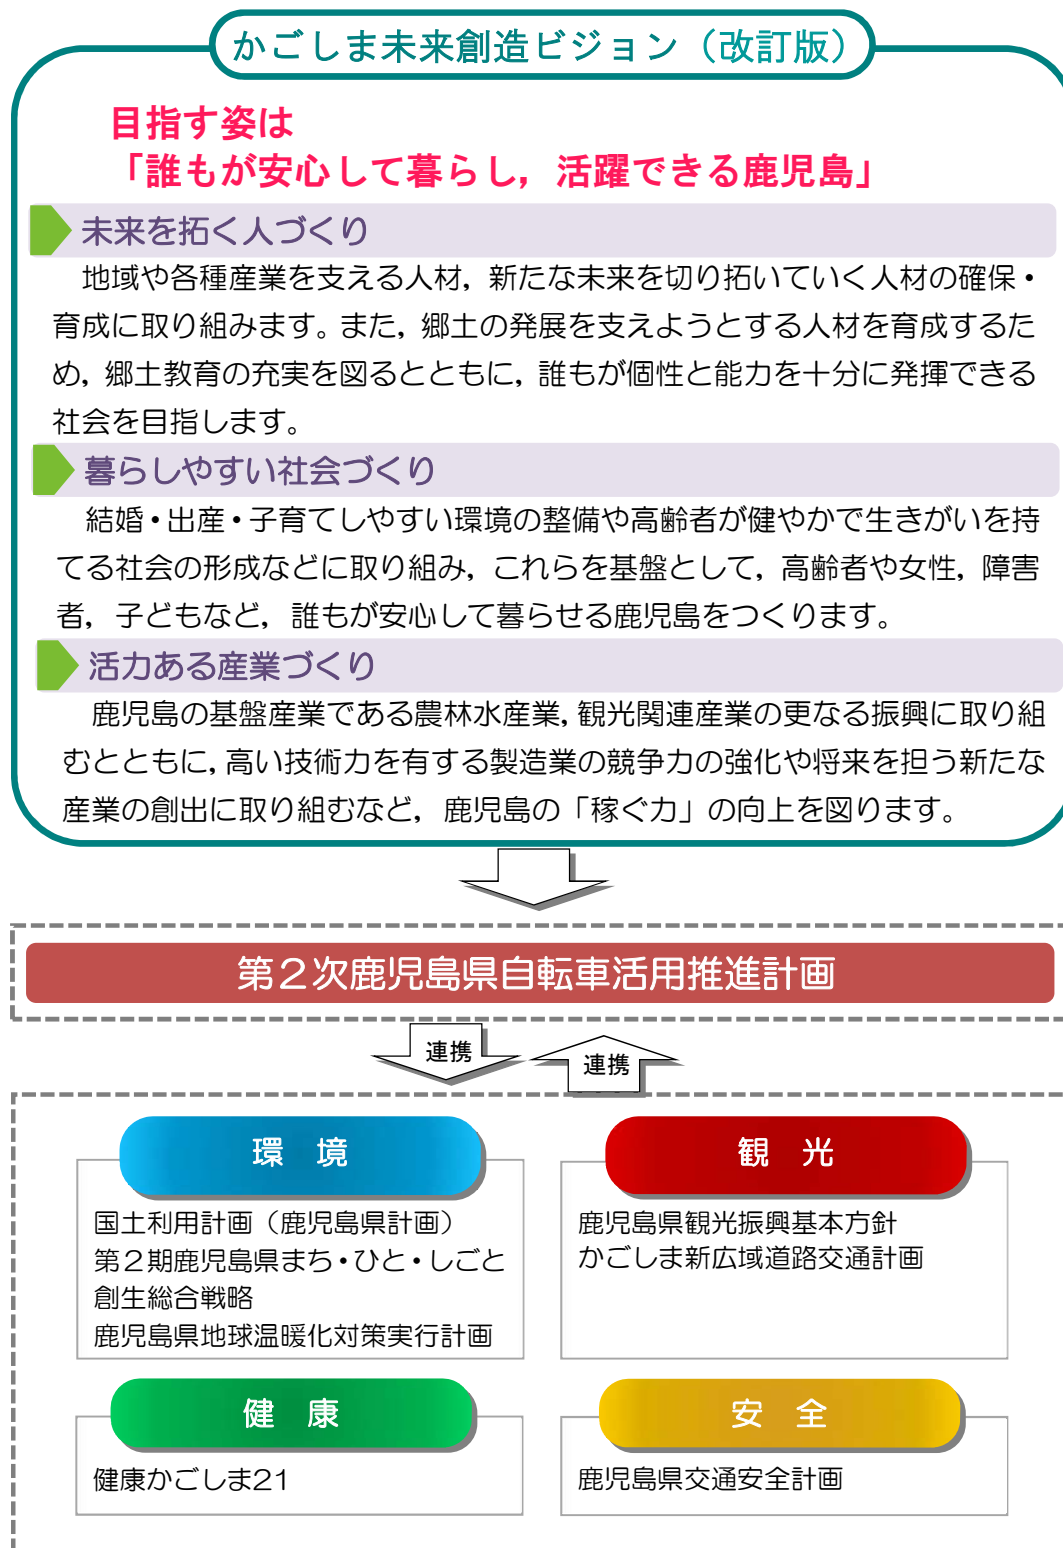 かごしま未来創造ビジョン（改訂版）
目指す姿は
「誰もが安心して暮らし，活躍できる鹿児島」
未来を拓く人づくり
地域や各種産業を支える人材，新たな未来を切り拓いていく人材の確保・
育成に取り組みます。また，郷土の発展を支えようとする人材を育成するた
め，郷土教育の充実を図るとともに，誰もが個性と能力を十分に発揮できる
社会を目指します。
暮らしやすい社会づくり
結婚・出産・子育てしやすい環境の整備や高齢者が健やかで生きがいを持
てる社会の形成などに取り組み，これらを基盤として，高齢者や女性，障害
者，子どもなど，誰もが安心して暮らせる鹿児島をつくります。
活力ある産業づくり
鹿児島の基盤産業である農林水産業，観光関連産業の更なる振興に取り組
むとともに，高い技術力を有する製造業の競争力の強化や将来を担う新たな
産業の創出に取り組むなど，鹿児島の「稼ぐ力」の向上を図ります。
第２次鹿児島県自転車活用推進計画
連携
連携
環　境
国土利用計画（鹿児島県計画）
第２期鹿児島県まち・ひと・しごと
創生総合戦略
鹿児島県地球温暖化対策実行計画
観　光
鹿児島県観光振興基本方針
かごしま新広域道路交通計画
健　康
健康かごしま21
安　全
鹿児島県交通安全計画